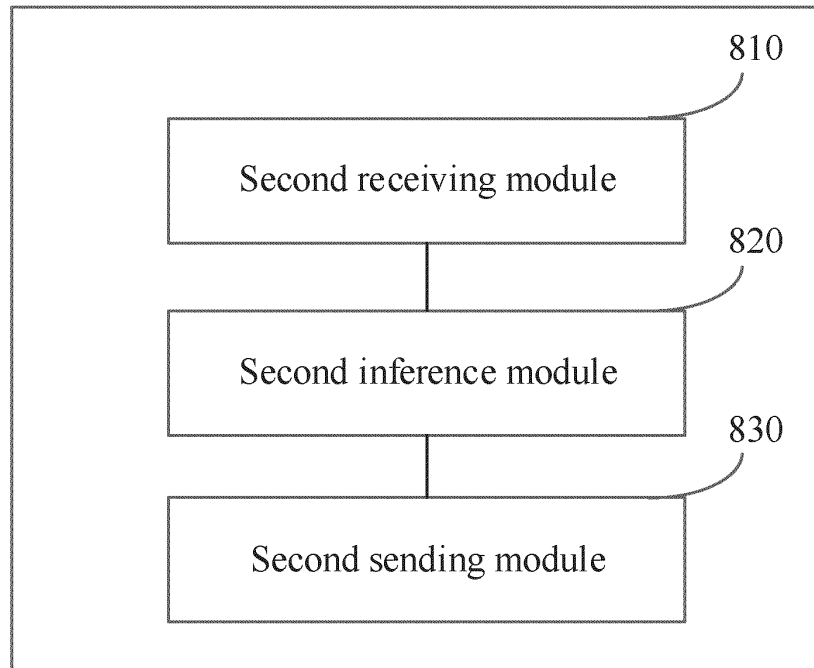 810
Second receiving module
820
Second inference module
830
Second sending module